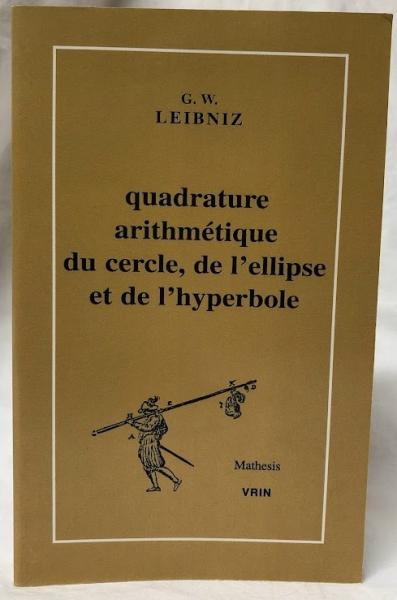 G. W.
LEIBNIZ
quadrature
arithmétique
du cercle, de l'ellipse
et de l'hyperbole
Mathesis
VRIN